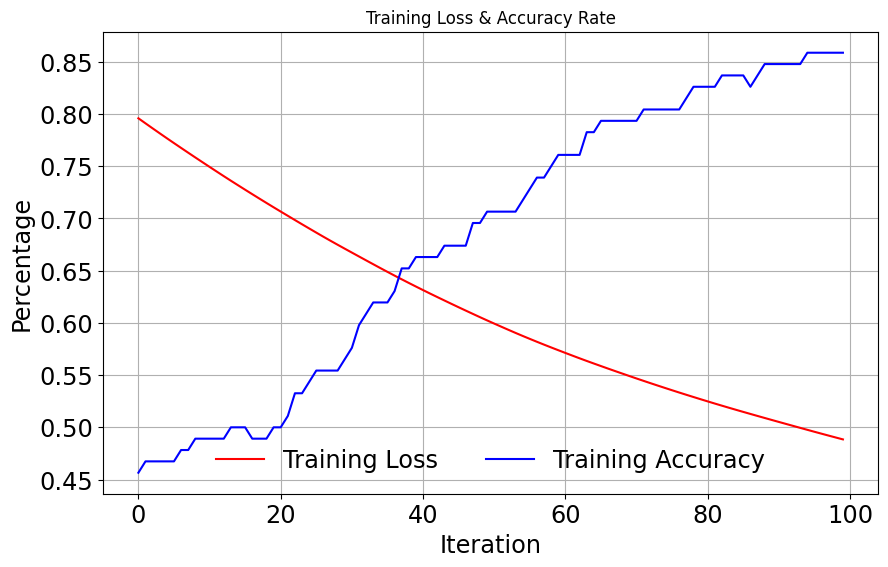 Training Loss & Accuracy Rate
Percentage
0.85
0.80
0.75
0.70
0.65
0.60
0.55
0.50
0.45
Training Loss Training Accuracy
0 20 40 60 80 100
Iteration